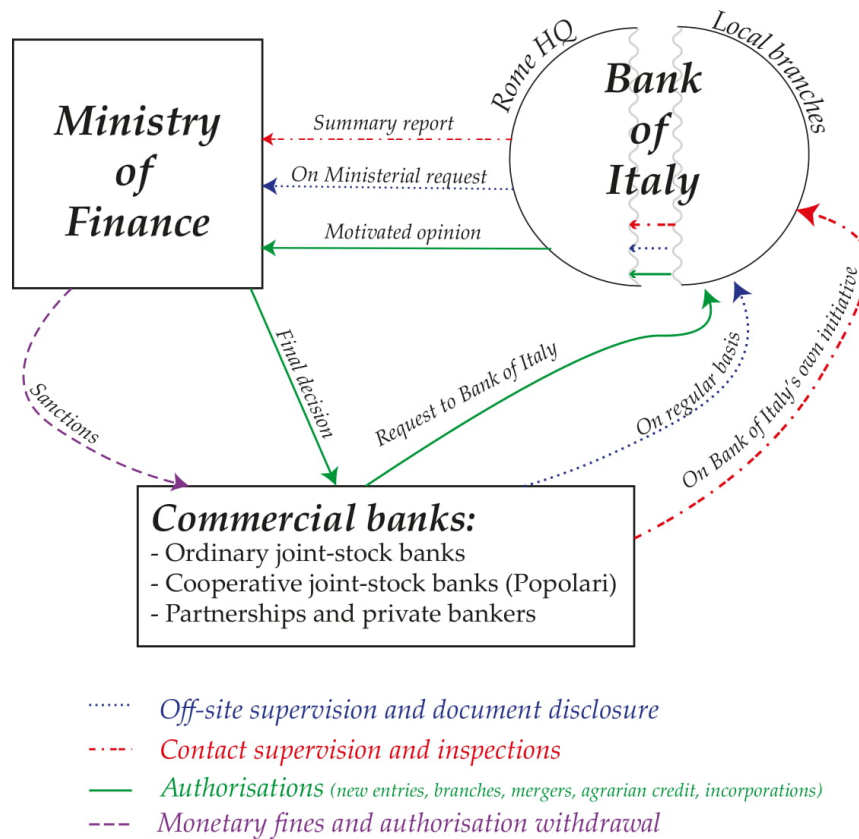 Rome HQ
Local branches
Bank
of
Italy
Ministry
of
Finance
Summary report
On Ministerial request
Motivated opinion
Sanctions
Final decision
Request to Bank of Italy
On regular basis
On Bank of Italy's own initiative
Commercial banks:
- Ordinary joint-stock banks
- Cooperative joint-stock banks (Popolari)
- Partnerships and private bankers
Off-site supervision and document disclosure
Contact supervision and inspections
Authorisations (new entries, branches, mergers, agrarian credit, incorporations)
Monetary fines and authorisation withdrawal